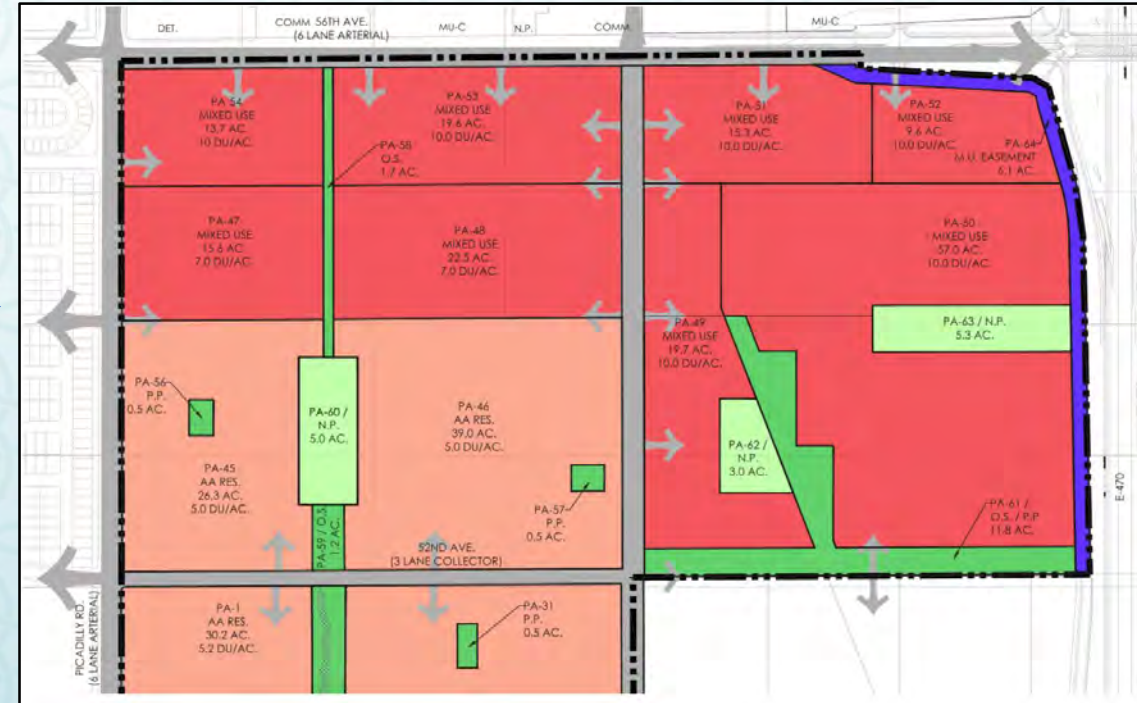 DET.
COMM 56TH AVE.
(6 LANE ARTERIAL)
MU-C
N.P.
COMM.
MU-C
PA-54
MIXED USE
13.7 AC.
10 DU/AC.
PA-53
MIXED USE
19.6 AC.
10.0 DU/AC.
PA-58
O.S.
1.7 AC.
PA-51
MIXED USE
15.3 AC.
10.0 DU/AC.
PA-52
MIXED USE
9.6 AC.
10.0 DU/AC.
PA-64
M.U. EASEMENT
6.1 AC.
PA-47
MIXED USE
15.6 AC.
7.0 DU/AC.
PA-48
MIXED USE
22.5 AC.
7.0 DU/AC.
PA-50
MIXED USE
57.0 AC.
10.0 DU/AC.
PA-49
MIXED USE
19.7 AC.
10.0 DU/AC.
PA-63 / N.P.
5.3 AC.
PA-56
P.P.
0.5 AC.
PA-60 /
N.P.
5.0 AC.
PA-46
AA RES.
39.0 AC.
5.0 DU/AC.
PA-62 /
N.P.
3.0 AC.
PA-45
AA RES.
26.3 AC.
5.0 DU/AC.
PA-57
P.P.
0.5 AC.
PA-59 / O.S.
1.2 AC.
PA-61 /
O.S. / P.P.
11.8 AC.
E-470
52ND AVE.
(3 LANE COLLECTOR)
PICADILLY RD.
(6 LANE ARTERIAL)
PA-1
AA RES.
30.2 AC.
5.2 DU/AC.
PA-31
P.P.
0.5 AC.